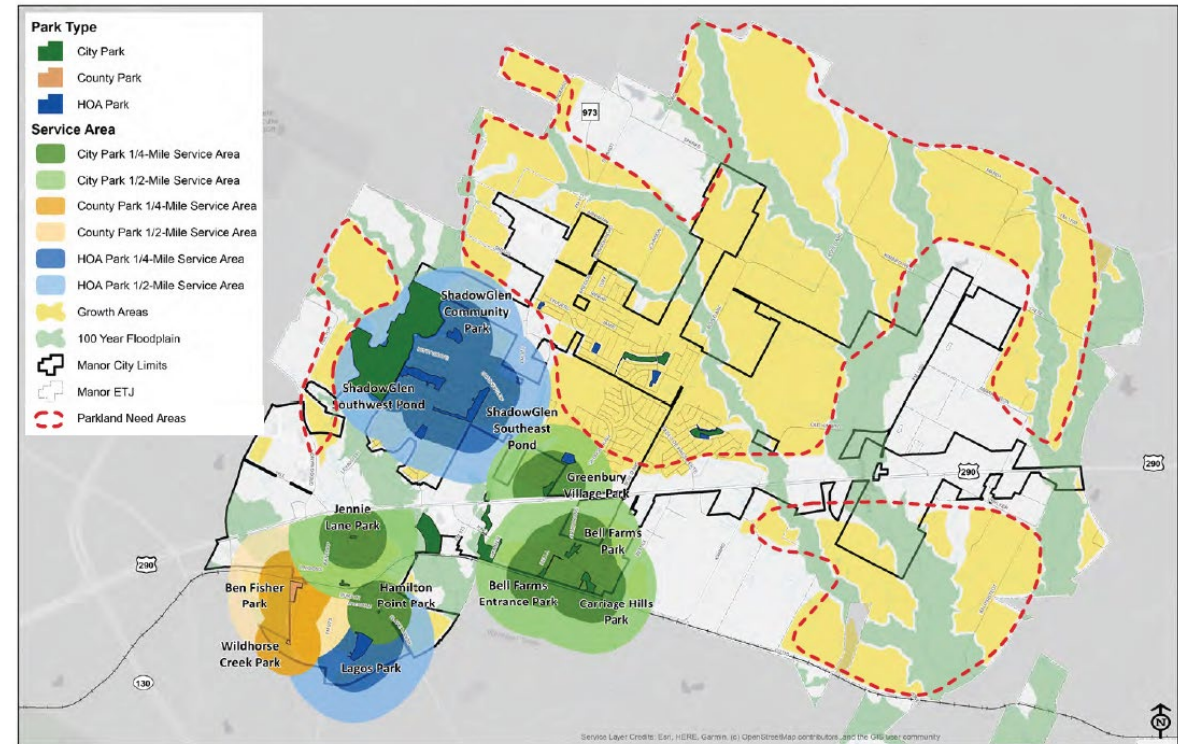 Park Type
City Park
County Park
HOA Park
Service Area
City Park 1/4-Mile Service Area
City Park 1/2-Mile Service Area
County Park 1/4-Mile Service Area
County Park 1/2-Mile Service Area
HOA Park 1/4-Mile Service Area
HOA Park 1/2-Mile Service Area
Growth Areas
100 Year Floodplain
Manor City Limits
Manor ETJ
Parkland Need Areas
973
ShadowGlen
Community
Park
ShadowGlen
Southwest Pond
ShadowGlen
Southeast
Pond
290
290
Greenbury
Village Park
Jennie
Lane Park
Bell Farms
Park
290
Ben Fisher
Park
Hamilton
Point Park
Bell Farms
Entrance Park
Carriage Hills
Park
Wildhorse
Creek Park
Lagos Park
130
N
Service Layer Credits: Esri, HERE, Garmin, (c) OpenStreetMap contributors, and the GIS user community